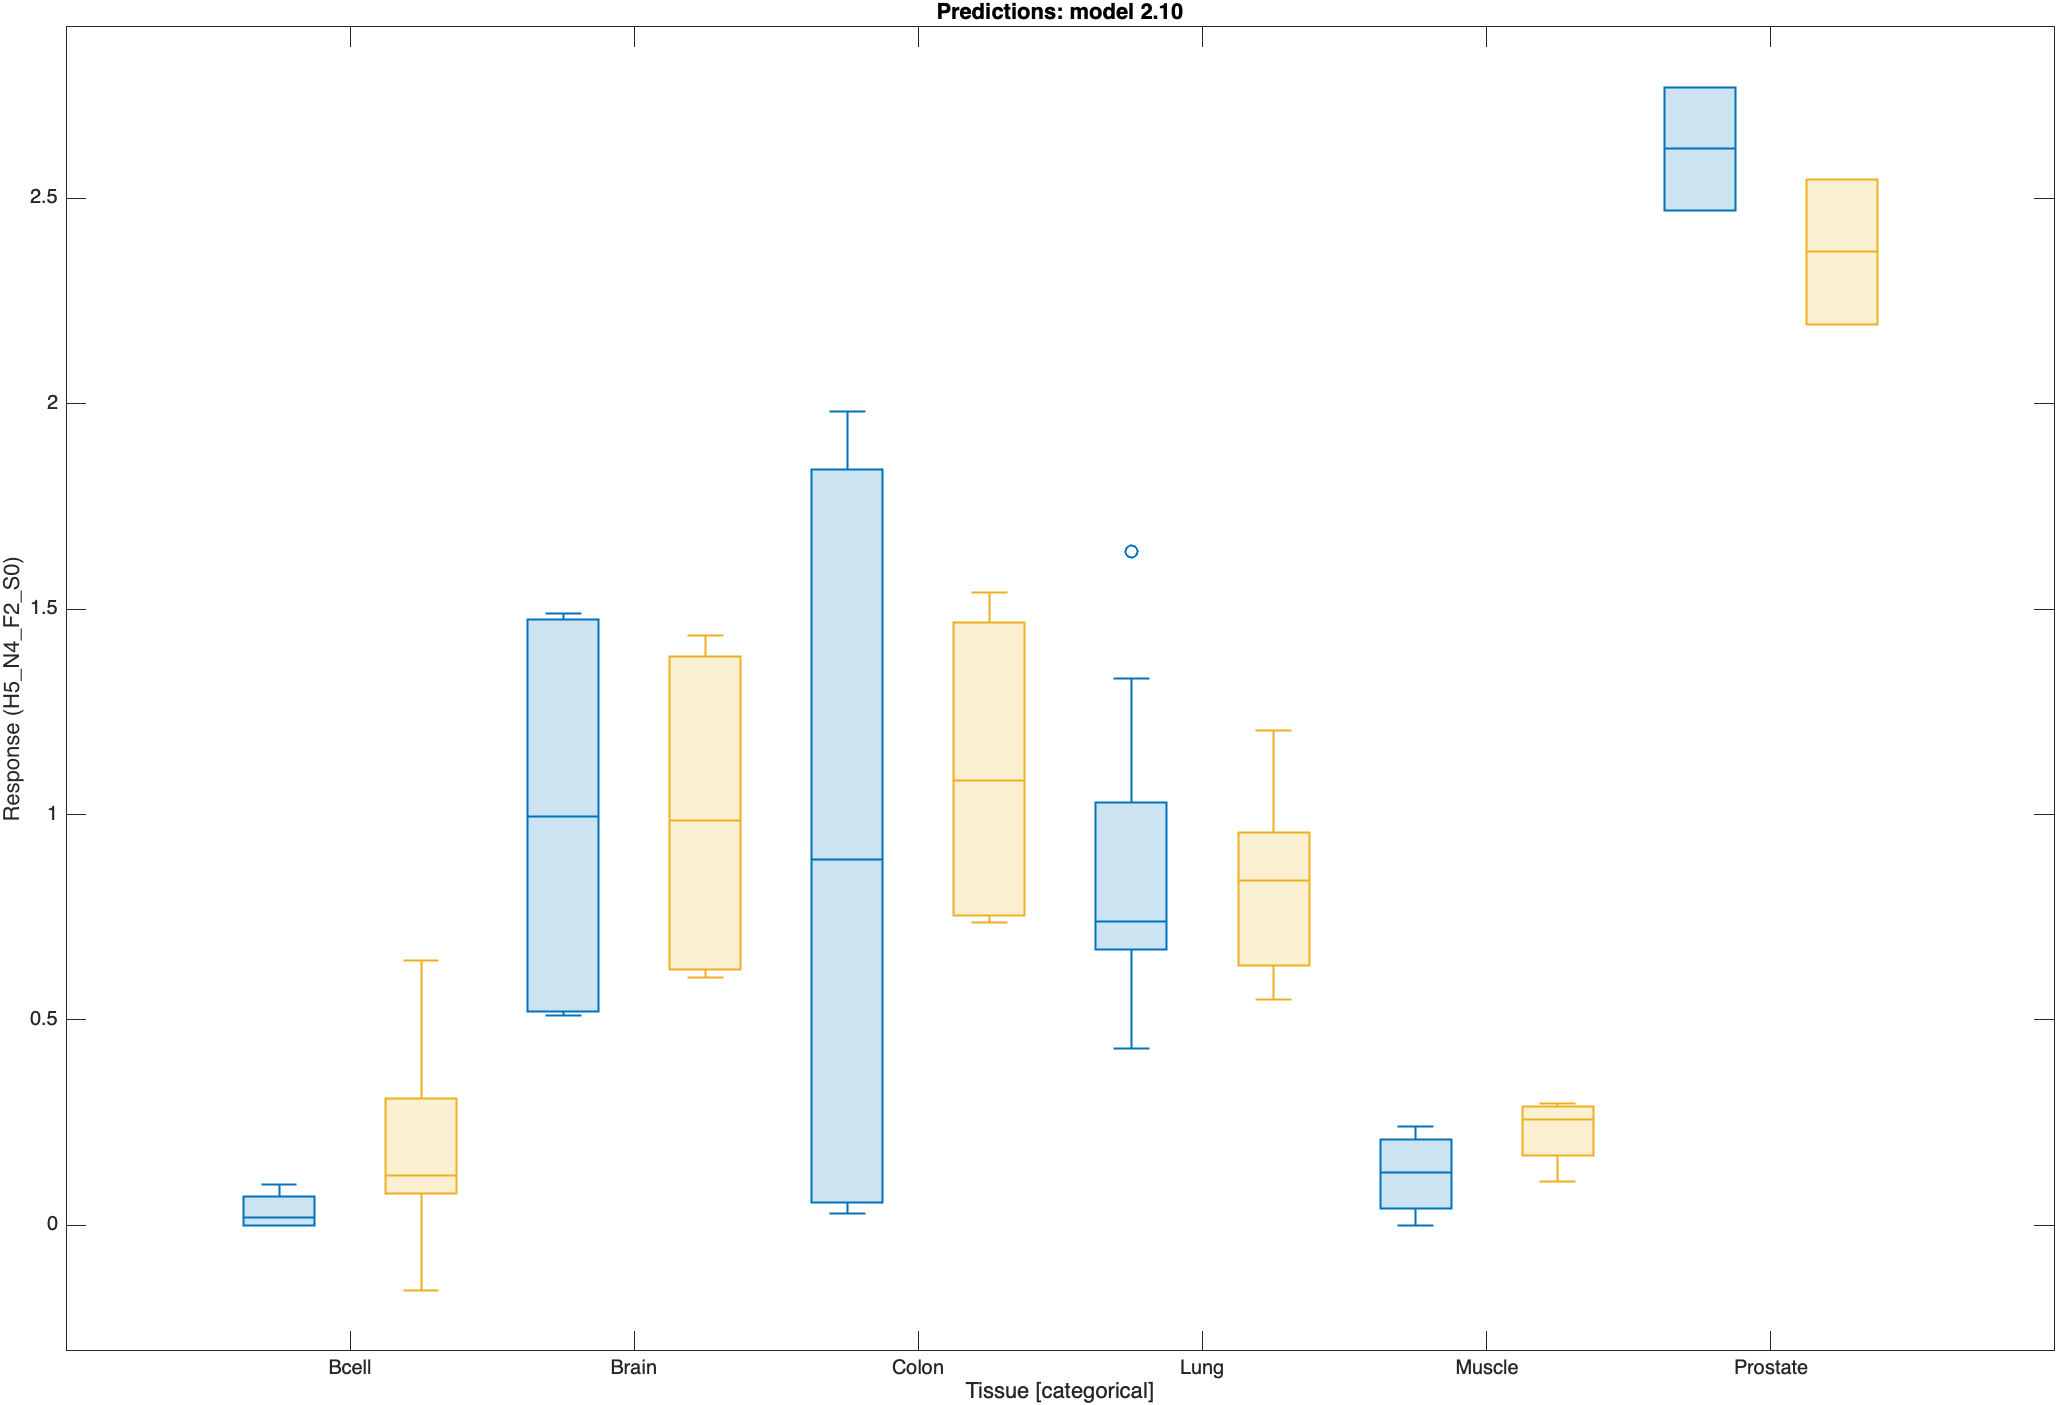 Predictions: model 2.10
Response (H5_N4_F2_S0)
2.5
2
1.5
1
0.5
0
Bcell Brain Colon Lung Muscle Prostate
Tissue [categorical]